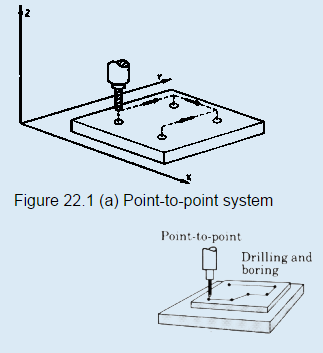 Z
Y
X
Figure 22.1 (a) Point-to-point system
Point-to-point
Drilling and
boring